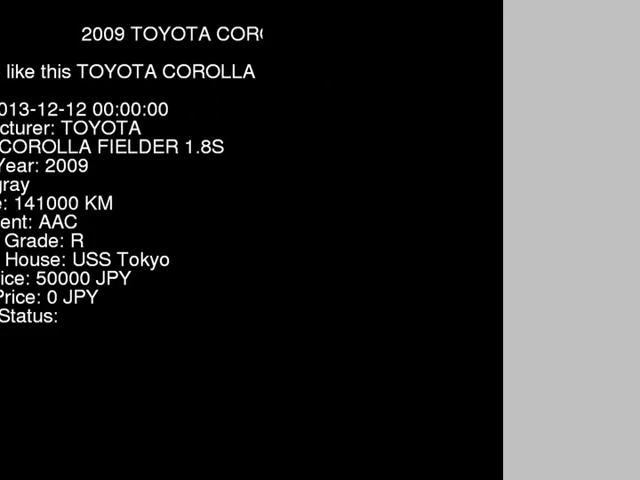 2009 TOYOTA CORO
like this TOYOTA COROLLA
013-12-12 00:00:00
cturer: TOYOTA
COROLLA FIELDER 1.8S
Year: 2009
gray
e: 141000 KM
ent: AAC
Grade: R
House: USS Tokyo
ice: 50000 JPY
Price: 0 JPY
Status: